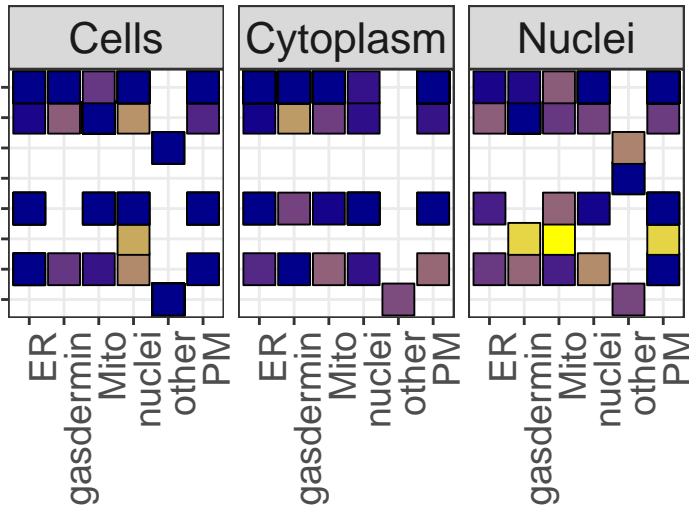 Cells
Cytoplasm
Nuclei
ER
gasdermin
Mito
nuclei
other
PM
ER
gasdermin
Mito
nuclei
other
PM
ER
gasdermin
Mito
nuclei
other
PM